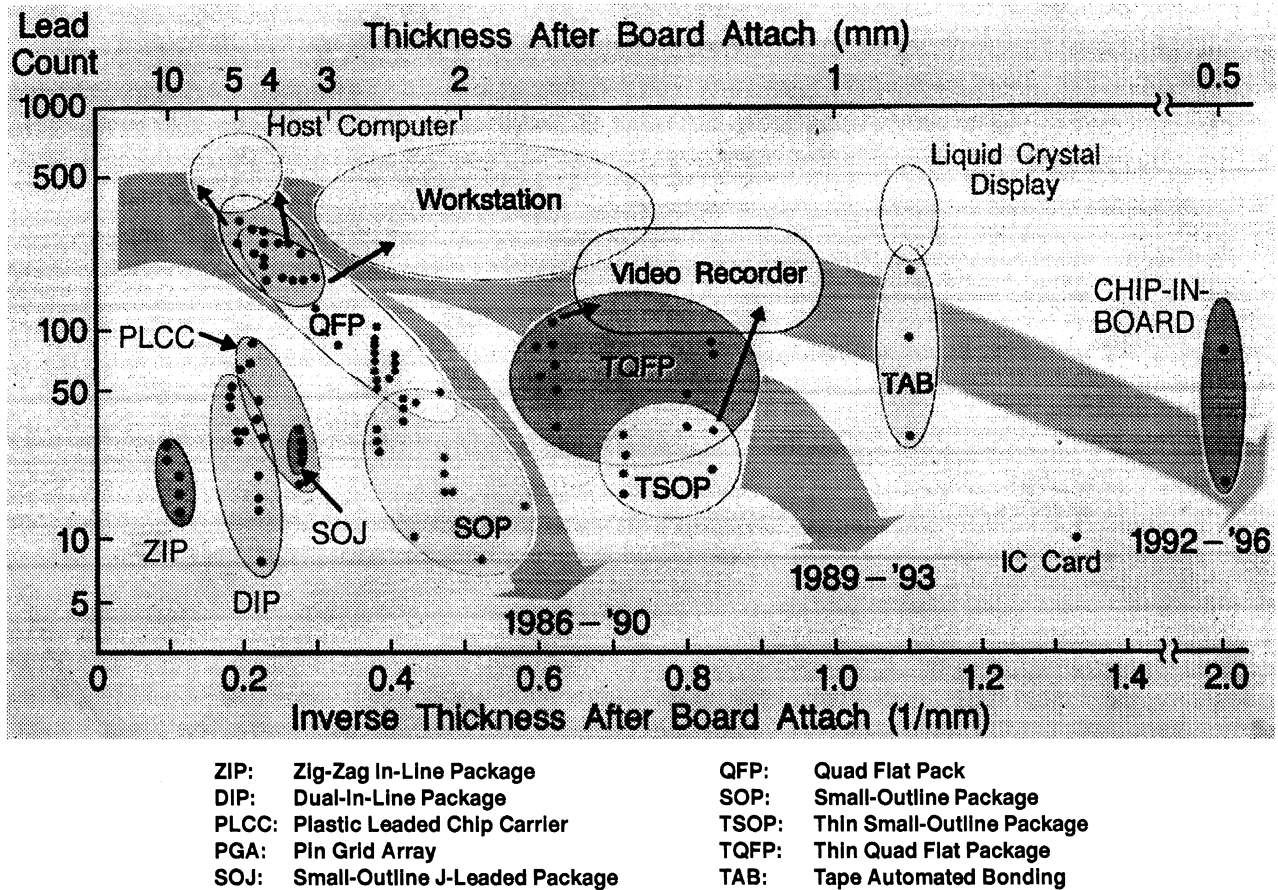 Lead
Count
Thickness After Board Attach (mm)
10 5 4 3 2 1 0.5
1000
Host Computer
500
Workstation
Liquid Crystal
Display
Video Recorder
CHIP-IN-
BOARD
100
PLCC
QFP
TQFP
TAB
50
TSOP
SOJ
SOP
10
ZIP
IC Card
1992-'96
1989-'93
DIP
5
1986-'90
0 0.2 0.4 0.6 0.8 1.0 1.2 1.4 2.0
Inverse Thickness After Board Attach (1/mm)
ZIP: Zig-Zag In-Line Package
DIP: Dual-In-Line Package
PLCC: Plastic Leaded Chip Carrier
PGA: Pin Grid Array
SOJ: Small-Outline J-Leaded Package
QFP: Quad Flat Pack
SOP: Small-Outline Package
TSOP: Thin Small-Outline Package
TQFP: Thin Quad Flat Package
TAB: Tape Automated Bonding